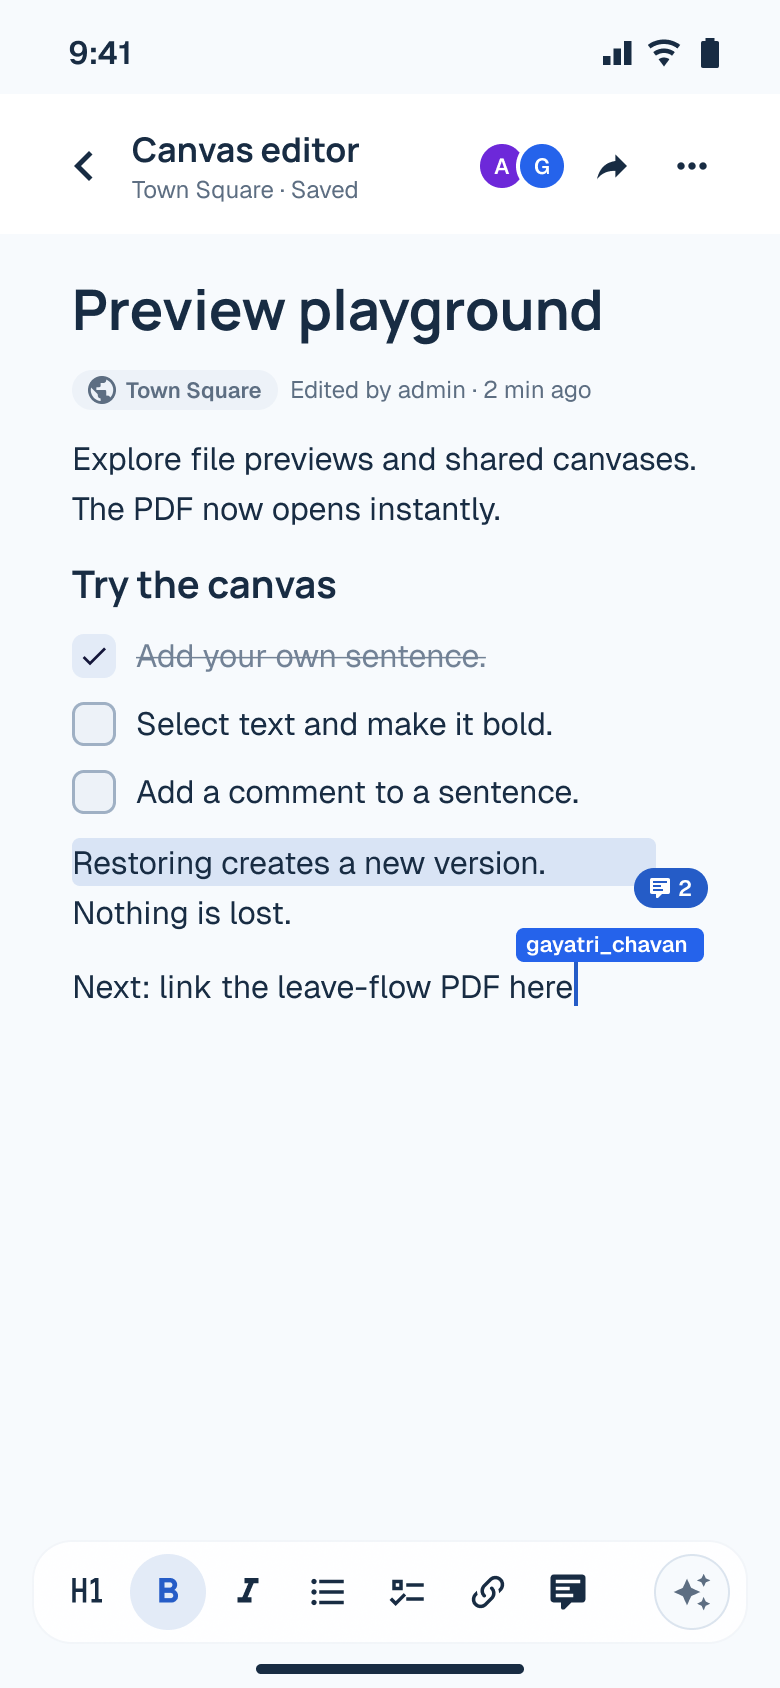 9:41
Canvas editor
Town Square · Saved
A G
Preview playground
Town Square Edited by admin · 2 min ago
Explore file previews and shared canvases.
The PDF now opens instantly.
Try the canvas
Add your own sentence.
Select text and make it bold.
Add a comment to a sentence.
Restoring creates a new version.
2
Nothing is lost.
gayatri_chavan
Next: link the leave-flow PDF here
H1 B I